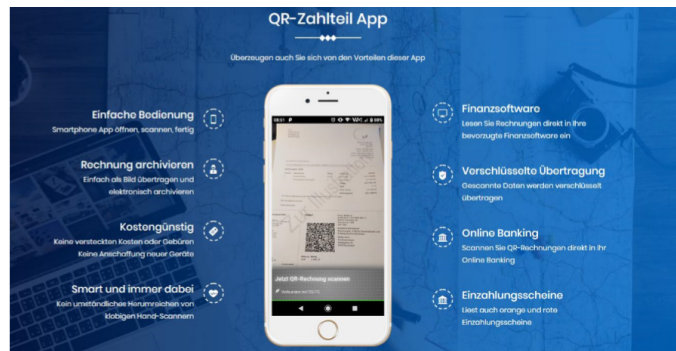 QR-Zahlteil App
Überzeugen auch Sie sich von den Vorteilen dieser App
Einfache Bedienung
Smartphone App öffnen, scannen, fertig
Rechnung archivieren
Einfach als Bild übertragen und
elektronisch archivieren
Kostengünstig
Keine versteckten Kosten oder Gebüren
Keine Anschaffung neuer Geräte
Smart und immer dabei
Kein umständliches Herumreichen von
klobigen Hand-Scannern
08:51
98%
Jetzt QR-Rechnung scannen
Finanzsoftware
Lesen Sie Rechnungen direkt in Ihre
bevorzugte Finanzsoftware ein
Verschlüsselte Übertragung
Gescannte Daten werden verschlüsselt
übertragen
Online Banking
Scannen Sie QR-Rechnungen direkt in Ihr
Online Banking
Einzahlungsscheine
Liest auch orange und rote
Einzahlungsscheine